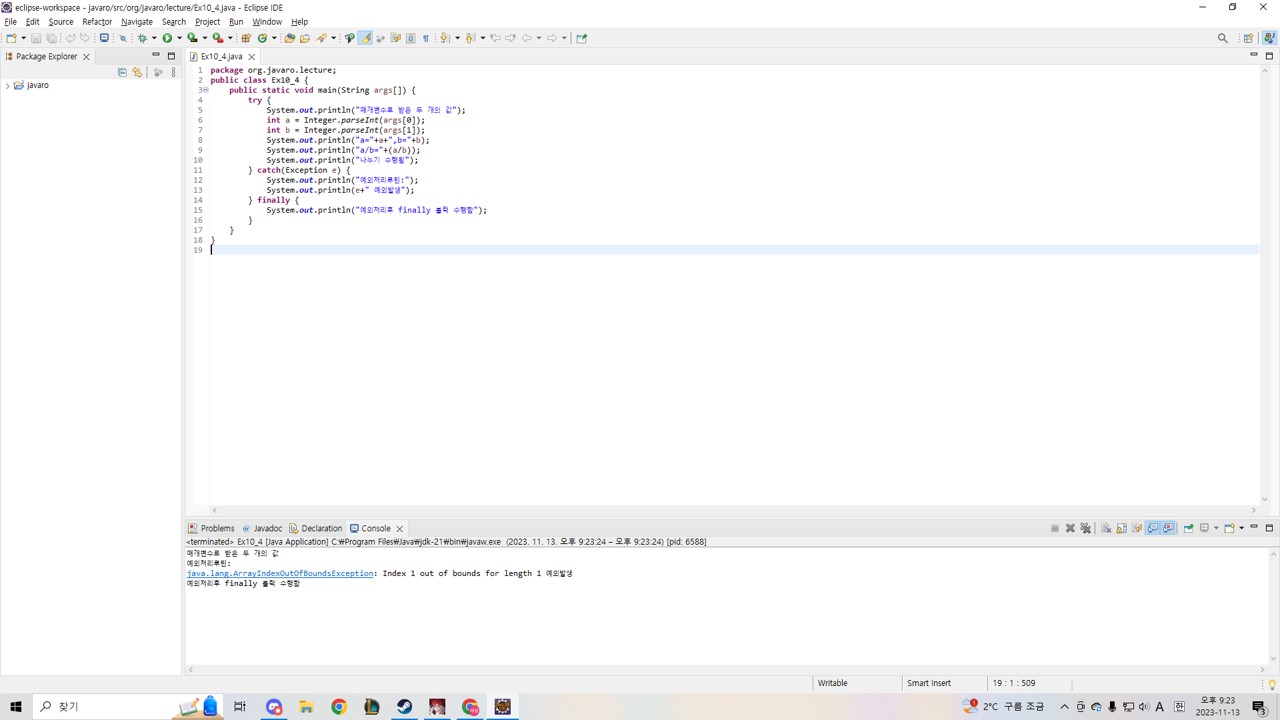 eclipse-workspace - javaro/src/org/javaro/lecture/Ex10_4.java - Eclipse IDE
File Edit Source Refactor Navigate Search Project Run Window Help
Package Explorer
Ex10_4.java
javaro
1 package org.javaro.lecture;
2 public class Ex10_4 {
3 public static void main(String args[]) {
4 try {
5 System.out.println("매개변수로 받은 두 개의 값");
6 int a = Integer.parseInt(args[0]);
7 int b = Integer.parseInt(args[1]);
8 System.out.println("a="+a+",b="+b);
9 System.out.println("a/b="+(a/b));
10 System.out.println("나누기 수행됨");
11 } catch(Exception e) {
12 System.out.println("예외처리루틴:");
13 System.out.println(e+" 예외발생");
14 } finally {
15 System.out.println("예외처리후 finally 블럭 수행함");
16 }
17 }
18 }
19
Problems Javadoc Declaration Console
<terminated> Ex10_4 [Java Application] C:₩Program Files₩Java₩jdk-21₩bin₩javaw.exe (2023. 11. 13. 오후 9:23:24 – 오후 9:23:24) [pid: 6588]
매개변수로 받은 두 개의 값
예외처리루틴:
java.lang.ArrayIndexOutOfBoundsException: Index 1 out of bounds for length 1 예외발생
예외처리후 finally 블럭 수행함
Writable Smart Insert 19 : 1 : 509
찾기
2°C 구름 조금
A 한
오후 9:23
2023-11-13
3